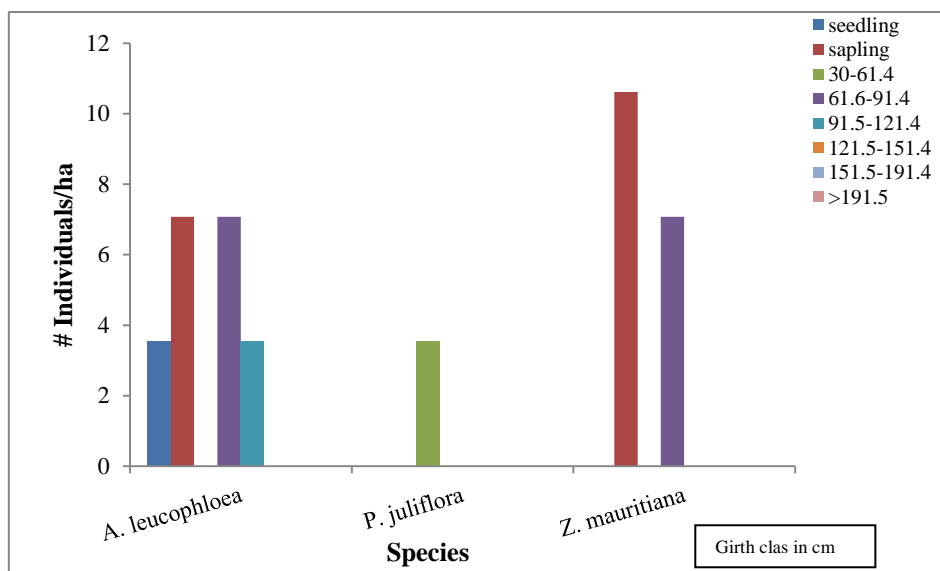 seedling
sapling
30-61.4
61.6-91.4
91.5-121.4
121.5-151.4
151.5-191.4
>191.5
# Individuals/ha
12
10
8
6
4
2
0
A. leucophloea
P. juliflora
Z. mauritiana
Species
Girth clas in cm